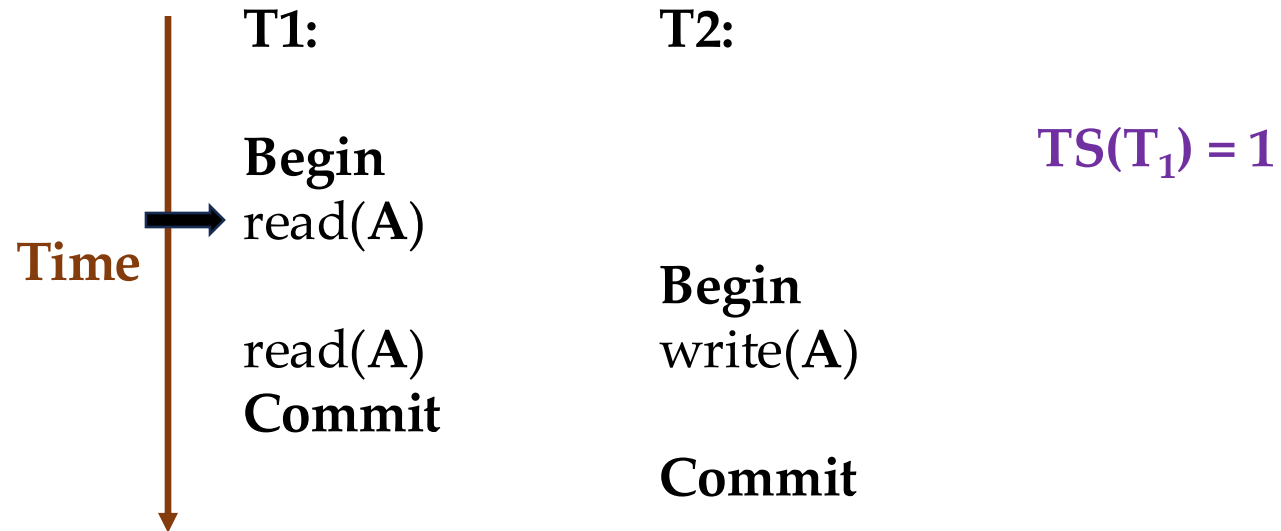 T1: T2:
TS(T₁) = 1
Begin
read(A)
Time
Begin
read(A) write(A)
Commit
Commit